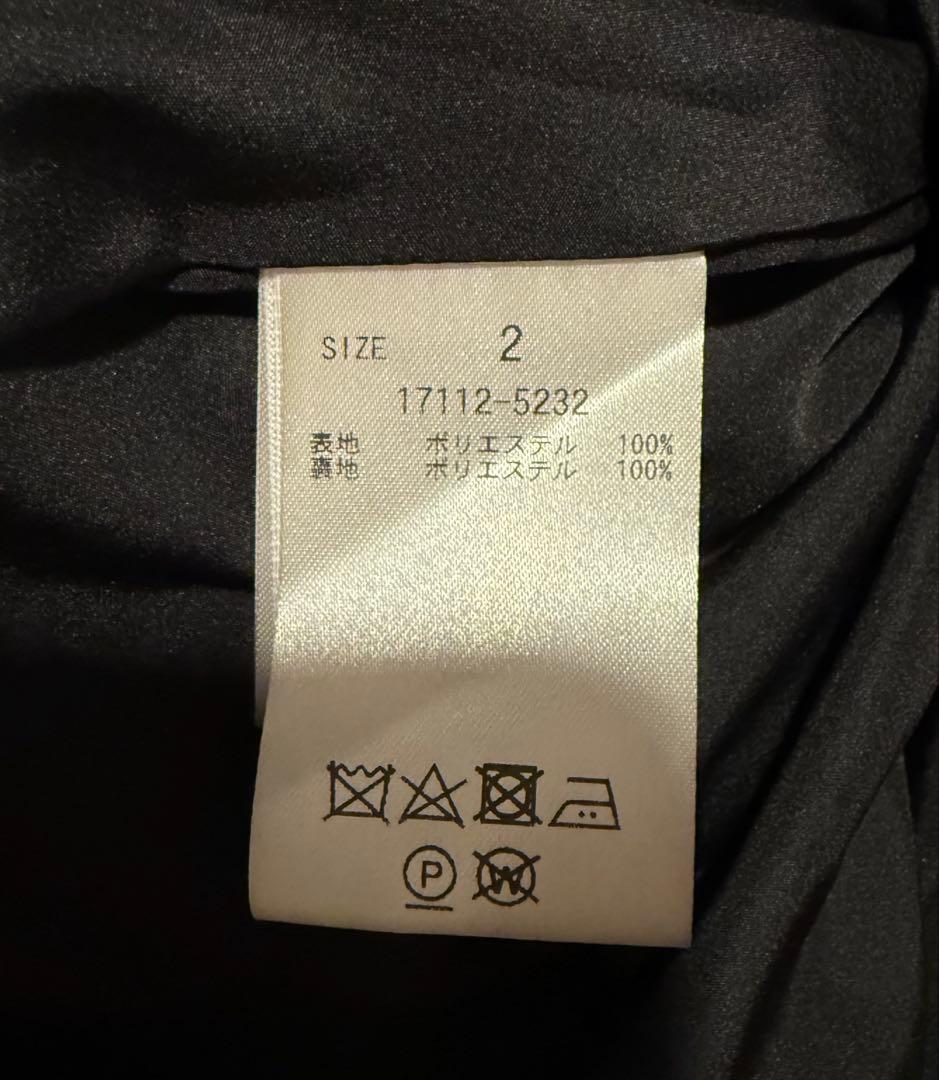 SIZE 2
17112-5232
表地 ポリエステル 100%
裏地 ポリエステル 100%
P W